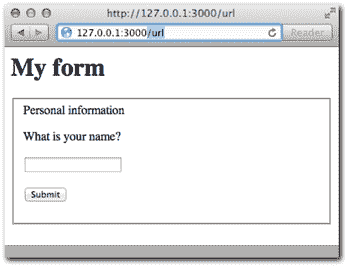 http://127.0.0.1:3000/url
127.0.0.1:3000/url
Reader
My form
Personal information
What is your name?
Submit